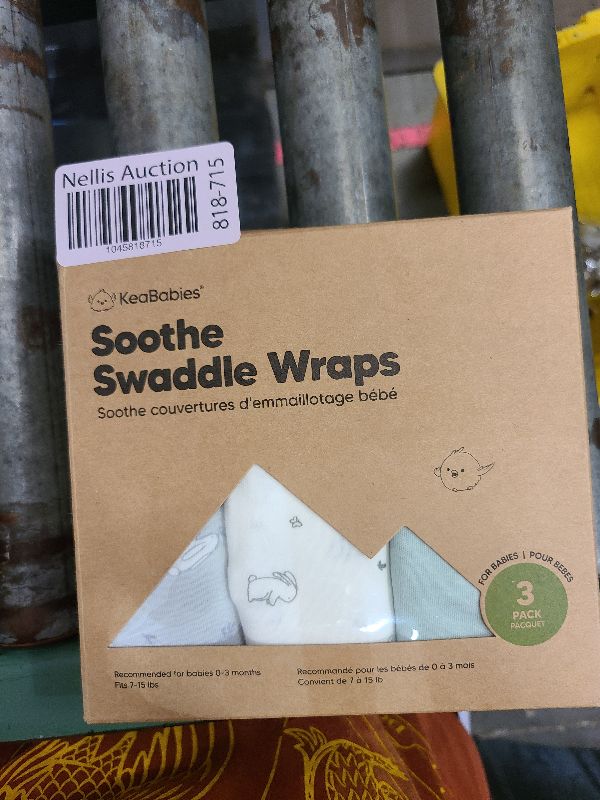 Nellis Auction
818-715
1045818715
KeaBabies®
Soothe
Swaddle Wraps
Soothe couvertures d'emmaillotage bébé
FOR BABIES | POUR BÉBÉS
3
PACK
PACQUET
Recommended for babies 0-3 months
Fits 7-15 lbs
Recommandé pour les bébés de 0 à 3 mois
Convient de 7 à 15 lb